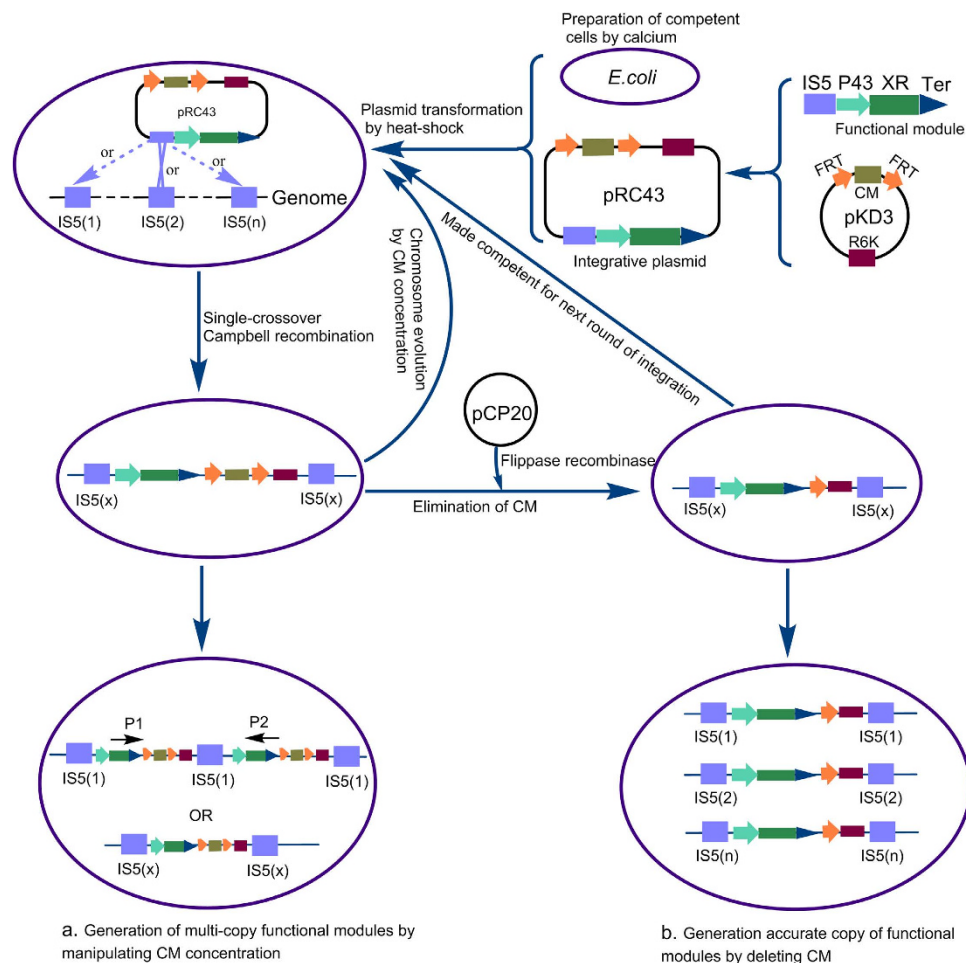 Preparation of competent
cells by calcium
E.coli
Plasmid transformation
by heat-shock
pRC43
Integrative plasmid
IS5 P43 XR Ter
Functional module
FRT
FRT
CM
pKD3
R6K
pRC43
or
or
or
Genome
IS5(1)
IS5(2)
IS5(n)
Single-crossover
Campbell recombination
Chromosome evolution
by CM concentration
Made competent for next round of integration
pCP20
Flippase recombinase
Elimination of CM
IS5(x)
IS5(x)
IS5(x)
IS5(x)
P1
P2
IS5(1)
IS5(1)
IS5(1)
OR
IS5(x)
IS5(x)
IS5(1)
IS5(1)
IS5(2)
IS5(2)
IS5(n)
IS5(n)
a. Generation of multi-copy functional modules by
manipulating CM concentration
b. Generation accurate copy of functional
modules by deleting CM